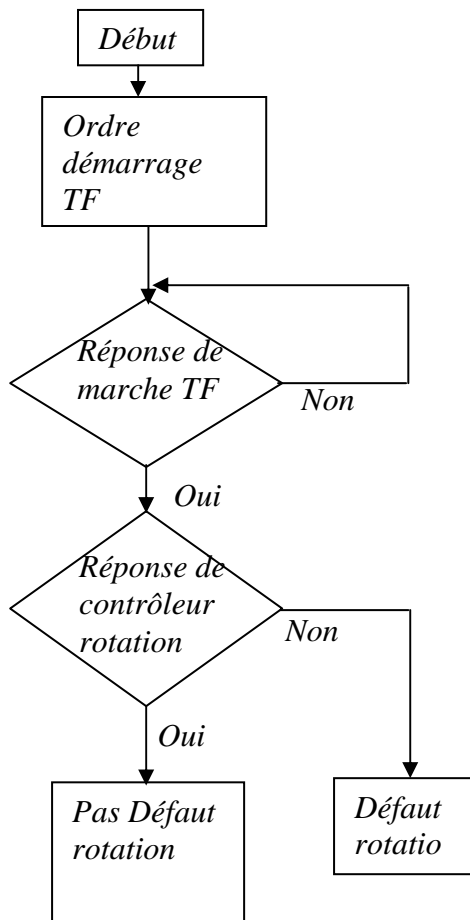 Début
Ordre
démarrage
TF
Réponse de
marche TF
Non
Oui
Réponse de
contrôleur
rotation
Non
Oui
Pas Défaut
rotation
Défaut
rotatio